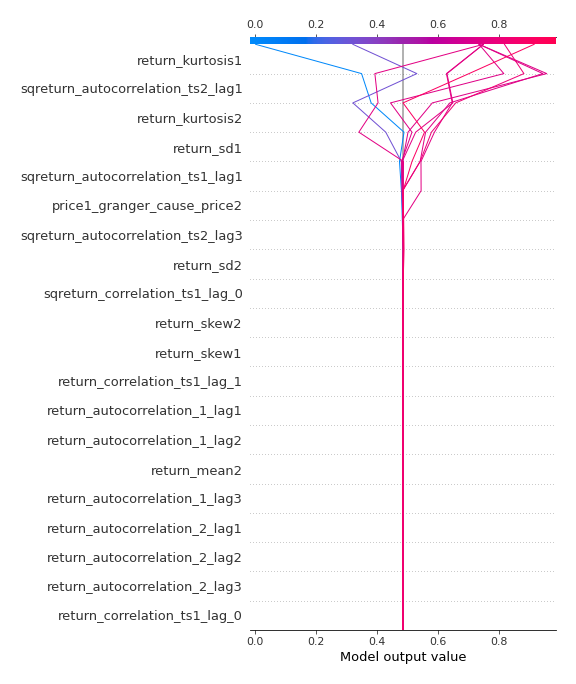 0.0 0.2 0.4 0.6 0.8
return_kurtosis1
sqreturn_autocorrelation_ts2_lag1
return_kurtosis2
return_sd1
sqreturn_autocorrelation_ts1_lag1
price1_granger_cause_price2
sqreturn_autocorrelation_ts2_lag3
return_sd2
sqreturn_correlation_ts1_lag_0
return_skew2
return_skew1
return_correlation_ts1_lag_1
return_autocorrelation_1_lag1
return_autocorrelation_1_lag2
return_mean2
return_autocorrelation_1_lag3
return_autocorrelation_2_lag1
return_autocorrelation_2_lag2
return_autocorrelation_2_lag3
return_correlation_ts1_lag_0
0.0 0.2 0.4 0.6 0.8
Model output value